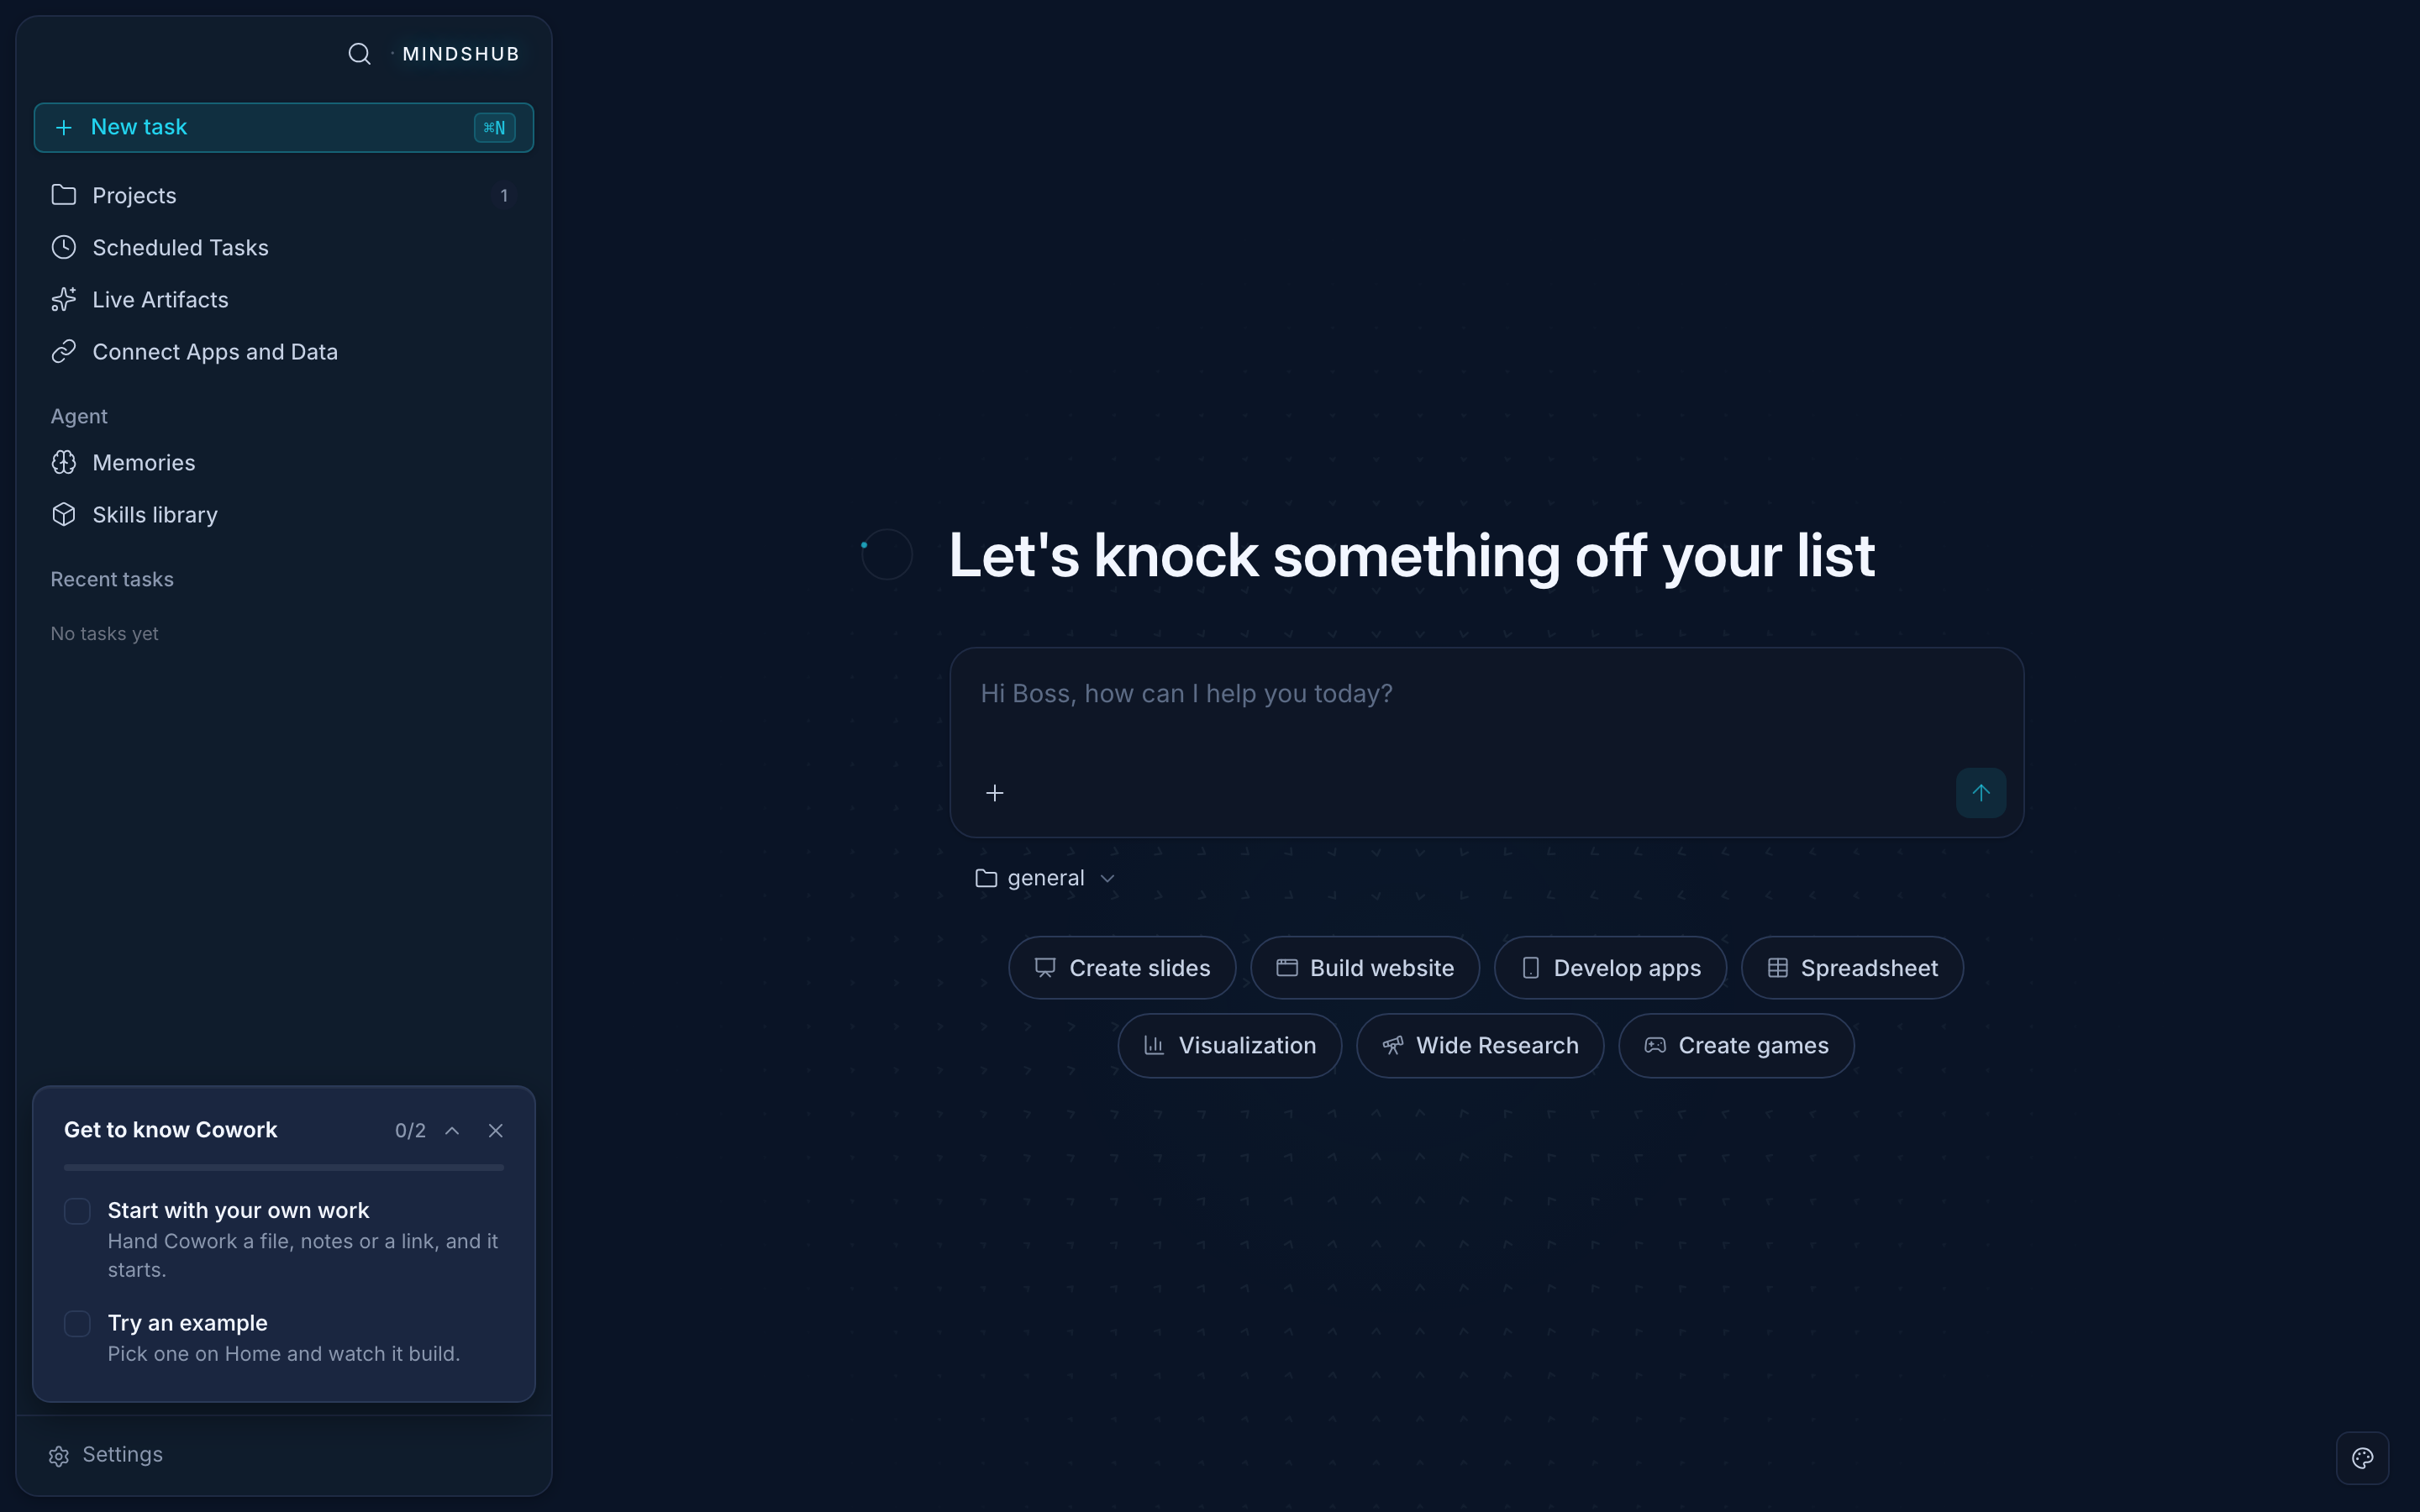 MINDSHUB
New task
⌘N
Projects
1
Scheduled Tasks
Live Artifacts
Connect Apps and Data
Agent
Memories
Skills library
Recent tasks
No tasks yet
Get to know Cowork
0/2
Start with your own work
Hand Cowork a file, notes or a link, and it
starts.
Try an example
Pick one on Home and watch it build.
Settings
Let's knock something off your list
Hi Boss, how can I help you today?
general
Create slides
Build website
Develop apps
Spreadsheet
Visualization
Wide Research
Create games